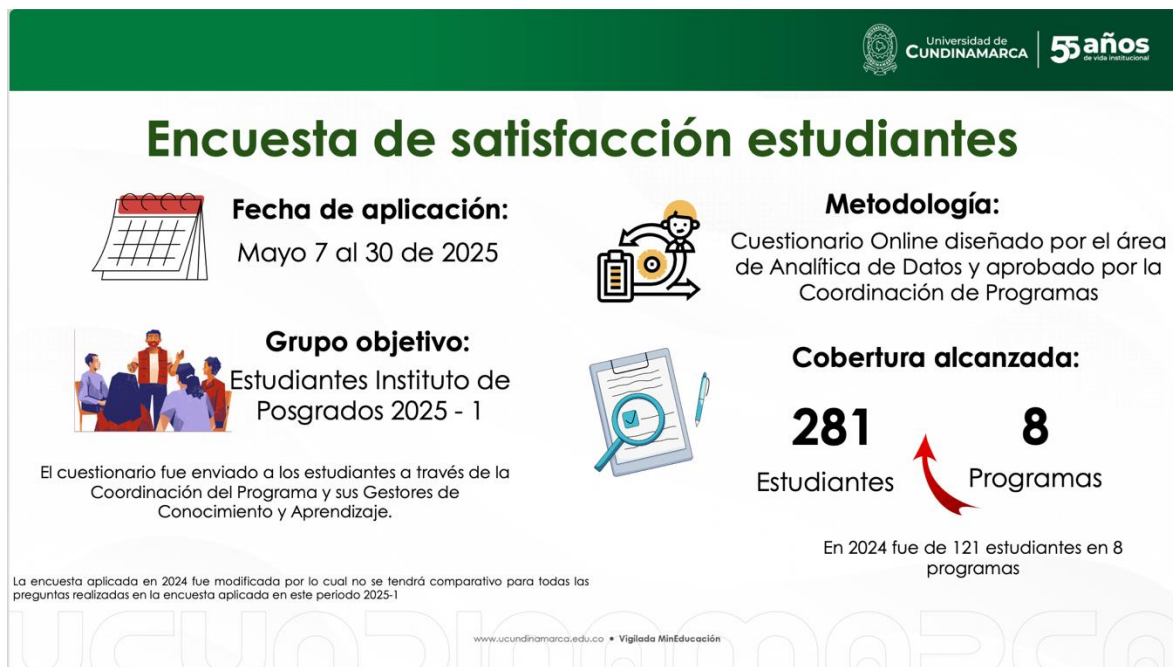 Universidad de
CUNDINAMARCA
55 años
de vida institucional
Encuesta de satisfacción estudiantes
Fecha de aplicación:
Mayo 7 al 30 de 2025
Metodología:
Cuestionario Online diseñado por el área
de Analítica de Datos y aprobado por la
Coordinación de Programas
Grupo objetivo:
Estudiantes Instituto de
Posgrados 2025 - 1
El cuestionario fue enviado a los estudiantes a través de la
Coordinación del Programa y sus Gestores de
Conocimiento y Aprendizaje.
Cobertura alcanzada:
281
Estudiantes
8
Programas
En 2024 fue de 121 estudiantes en 8
programas
La encuesta aplicada en 2024 fue modificada por lo cual no se tendrá comparativo para todas las
preguntas realizadas en la encuesta aplicada en este periodo 2025-1
www.ucundinamarca.edu.co • Vigilada MinEducación
UCUNDINAMARCA